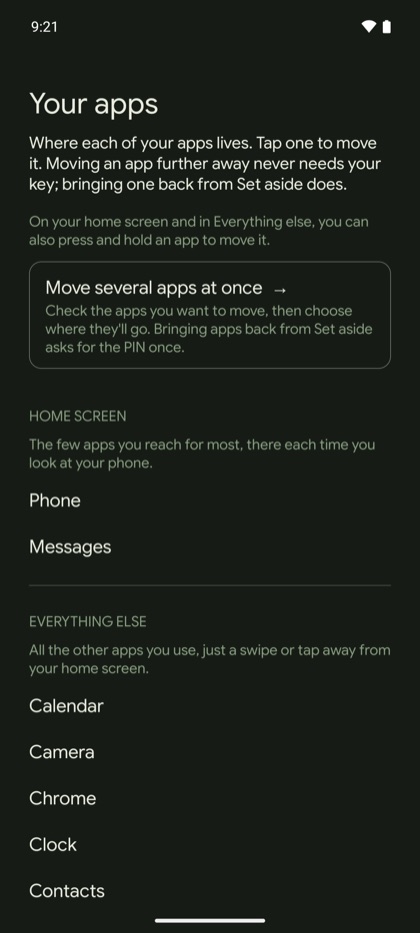 9:21
Your apps
Where each of your apps lives. Tap one to move
it. Moving an app further away never needs your
key; bringing one back from Set aside does.
On your home screen and in Everything else, you can
also press and hold an app to move it.
Move several apps at once →
Check the apps you want to move, then choose
where they'll go. Bringing apps back from Set aside
asks for the PIN once.
HOME SCREEN
The few apps you reach for most, there each time you
look at your phone.
Phone
Messages
EVERYTHING ELSE
All the other apps you use, just a swipe or tap away from
your home screen.
Calendar
Camera
Chrome
Clock
Contacts